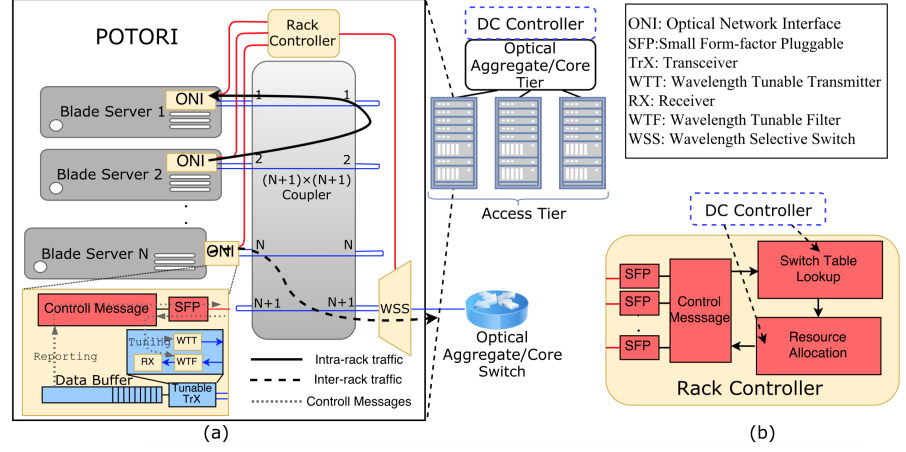 POTORI
Rack
Controller
Blade Server 1
ONI
1
1
Blade Server 2
ONI
2
2
(N+1)×(N+1)
Coupler
Blade Server N
ONI
N
N
N+1
N+1
WSS
Controll Message
SFP
Reporting
Tuning
WTT
RX
WTF
Data Buffer
Tunable
TrX
Intra-rack traffic
Inter-rack traffic
Controll Messages
(a)
DC Controller
Optical
Aggregate/Core
Tier
Access Tier
Optical
Aggregate/Core
Switch
ONI: Optical Network Interface
SFP:Small Form-factor Pluggable
TrX: Transceiver
WTT: Wavelength Tunable Transmitter
RX: Receiver
WTF: Wavelength Tunable Filter
WSS: Wavelength Selective Switch
DC Controller
SFP
SFP
SFP
Control
Messsage
Switch Table
Lookup
Resource
Allocation
Rack Controller
(b)